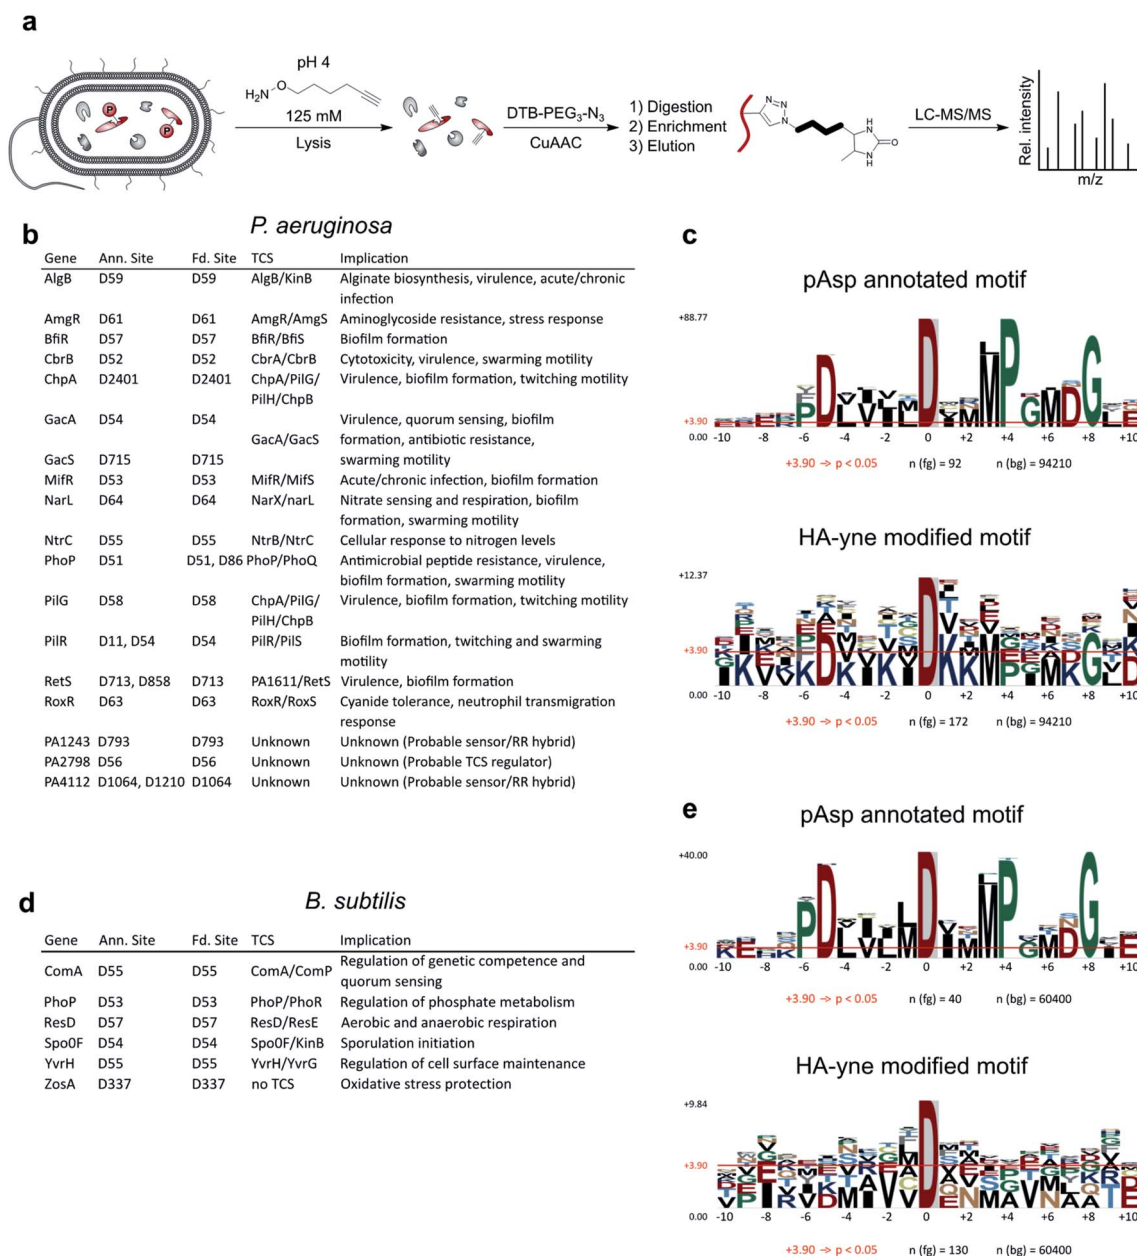 a
pH 4
H₂N
O
125 mM
Lysis
P
P
DTB-PEG₃-N₃
CuAAC
1) Digestion
2) Enrichment
3) Elution
N
N
N
H
N
O
N
H
LC-MS/MS
Rel. intensity
m/z
b
P. aeruginosa
Gene Ann. Site Fd. Site TCS Implication
AlgB D59 D59 AlgB/KinB Alginate biosynthesis, virulence, acute/chronic
infection
AmgR D61 D61 AmgR/AmgS Aminoglycoside resistance, stress response
BfiR D57 D57 BfiR/BfiS Biofilm formation
CbrB D52 D52 CbrA/CbrB Cytotoxicity, virulence, swarming motility
ChpA D2401 D2401 ChpA/PilG/ Virulence, biofilm formation, twitching motility
PilH/ChpB
GacA D54 D54 Virulence, quorum sensing, biofilm
GacA/GacS formation, antibiotic resistance,
GacS D715 D715 swarming motility
MifR D53 D53 MifR/MifS Acute/chronic infection, biofilm formation
NarL D64 D64 NarX/narL Nitrate sensing and respiration, biofilm
formation, swarming motility
NtrC D55 D55 NtrB/NtrC Cellular response to nitrogen levels
PhoP D51 D51, D86 PhoP/PhoQ Antimicrobial peptide resistance, virulence,
biofilm formation, swarming motility
PilG D58 D58 ChpA/PilG/ Virulence, biofilm formation, twitching motility
PilH/ChpB
PilR D11, D54 D54 PilR/PilS Biofilm formation, twitching and swarming
motility
RetS D713, D858 D713 PA1611/RetS Virulence, biofilm formation
RoxR D63 D63 RoxR/RoxS Cyanide tolerance, neutrophil transmigration
response
PA1243 D793 D793 Unknown Unknown (Probable sensor/RR hybrid)
PA2798 D56 D56 Unknown Unknown (Probable TCS regulator)
PA4112 D1064, D1210 D1064 Unknown Unknown (Probable sensor/RR hybrid)
c
pAsp annotated motif
+88.77
+3.90
0.00
-10 -8 -6 -4 -2 0 +2 +4 +6 +8 +10
+3.90 → p < 0.05 n (fg) = 92 n (bg) = 94210
HA-yne modified motif
+12.37
+3.90
0.00
-10 -8 -6 -4 -2 0 +2 +4 +6 +8 +10
+3.90 → p < 0.05 n (fg) = 172 n (bg) = 94210
d
B. subtilis
Gene Ann. Site Fd. Site TCS Implication
ComA D55 D55 ComA/ComP Regulation of genetic competence and
quorum sensing
PhoP D53 D53 PhoP/PhoR Regulation of phosphate metabolism
ResD D57 D57 ResD/ResE Aerobic and anaerobic respiration
Spo0F D54 D54 Spo0F/KinB Sporulation initiation
YvrH D55 D55 YvrH/YvrG Regulation of cell surface maintenance
ZosA D337 D337 no TCS Oxidative stress protection
e
pAsp annotated motif
+40.00
+3.90
0.00
-10 -8 -6 -4 -2 0 +2 +4 +6 +8 +10
+3.90 → p < 0.05 n (fg) = 40 n (bg) = 60400
HA-yne modified motif
+9.84
+3.90
0.00
-10 -8 -6 -4 -2 0 +2 +4 +6 +8 +10
+3.90 → p < 0.05 n (fg) = 130 n (bg) = 60400